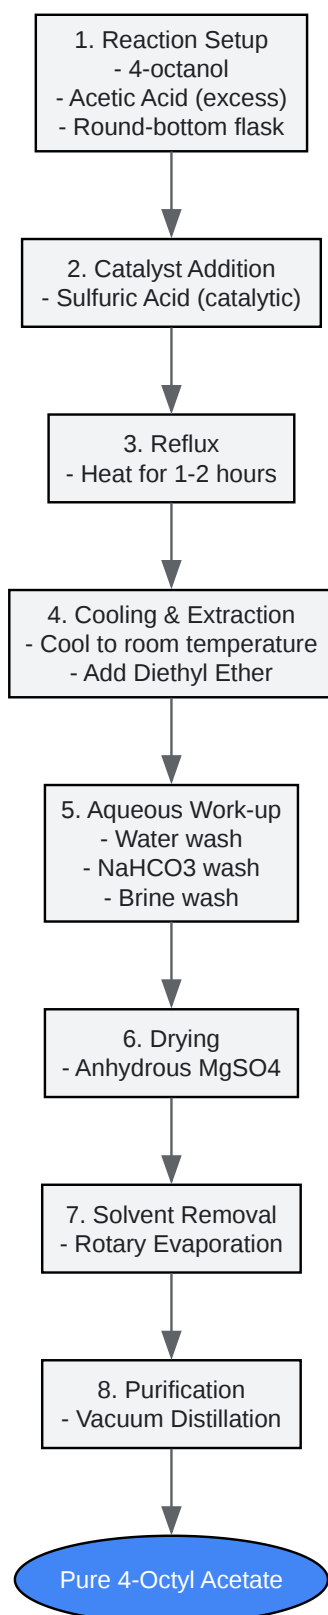 1. Reaction Setup
- 4-octanol
- Acetic Acid (excess)
- Round-bottom flask
2. Catalyst Addition
- Sulfuric Acid (catalytic)
3. Reflux
- Heat for 1-2 hours
4. Cooling & Extraction
- Cool to room temperature
- Add Diethyl Ether
5. Aqueous Work-up
- Water wash
- NaHCO3 wash
- Brine wash
6. Drying
- Anhydrous MgSO4
7. Solvent Removal
- Rotary Evaporation
8. Purification
- Vacuum Distillation
Pure 4-Octyl Acetate